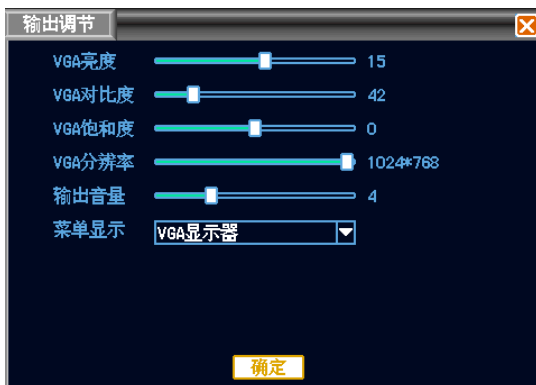 输出调节
VGA亮度 15
VGA对比度 42
VGA饱和度 0
VGA分辨率 1024*768
输出音量 4
菜单显示 VGA显示器
确定